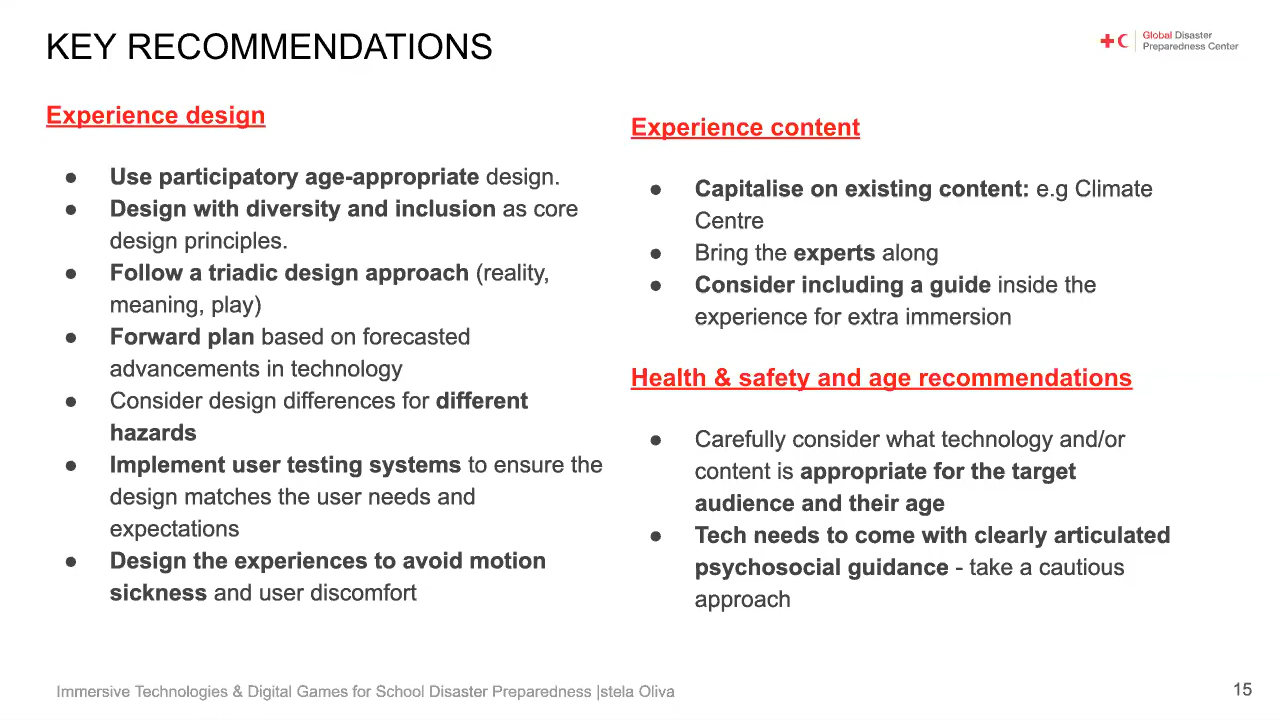 KEY RECOMMENDATIONS
Global Disaster
Preparedness Center
Experience design
● Use participatory age-appropriate design.
● Design with diversity and inclusion as core
design principles.
● Follow a triadic design approach (reality,
meaning, play)
● Forward plan based on forecasted
advancements in technology
● Consider design differences for different
hazards
● Implement user testing systems to ensure the
design matches the user needs and
expectations
● Design the experiences to avoid motion
sickness and user discomfort
Experience content
● Capitalise on existing content: e.g Climate
Centre
● Bring the experts along
● Consider including a guide inside the
experience for extra immersion
Health & safety and age recommendations
● Carefully consider what technology and/or
content is appropriate for the target
audience and their age
● Tech needs to come with clearly articulated
psychosocial guidance - take a cautious
approach
Immersive Technologies & Digital Games for School Disaster Preparedness |stela Oliva
15